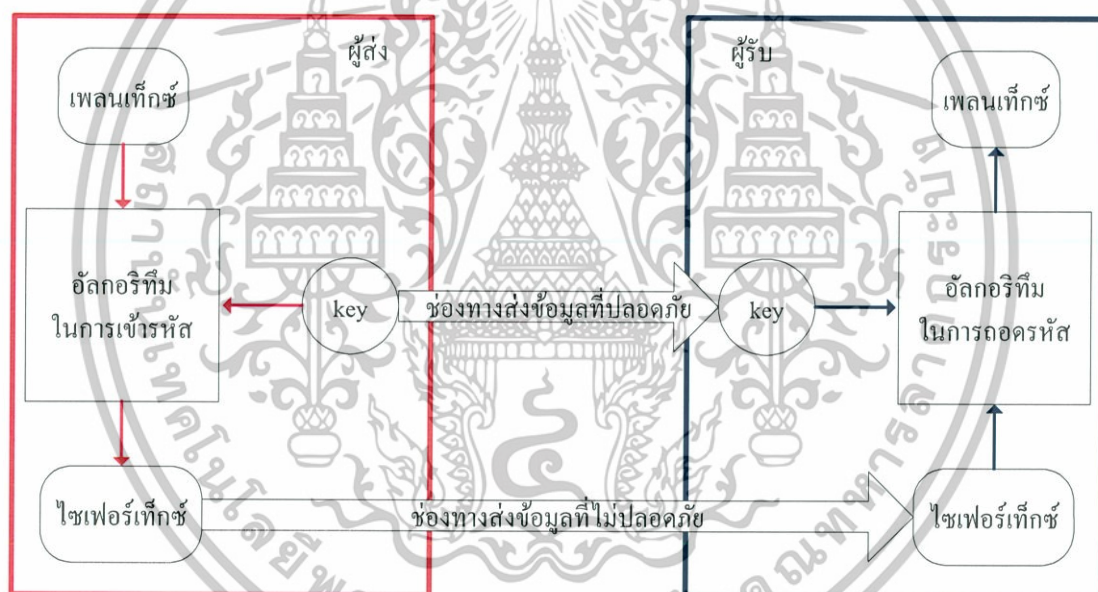 ผู้ส่ง
เพลนเท็กซ์
อัลกอริทึม
ในการเข้ารหัส
key
ไซเฟอร์เท็กซ์
ช่องทางส่งข้อมูลที่ปลอดภัย
ช่องทางส่งข้อมูลที่ไม่ปลอดภัย
ผู้รับ
เพลนเท็กซ์
key
อัลกอริทึม
ในการถอดรหัส
ไซเฟอร์เท็กซ์